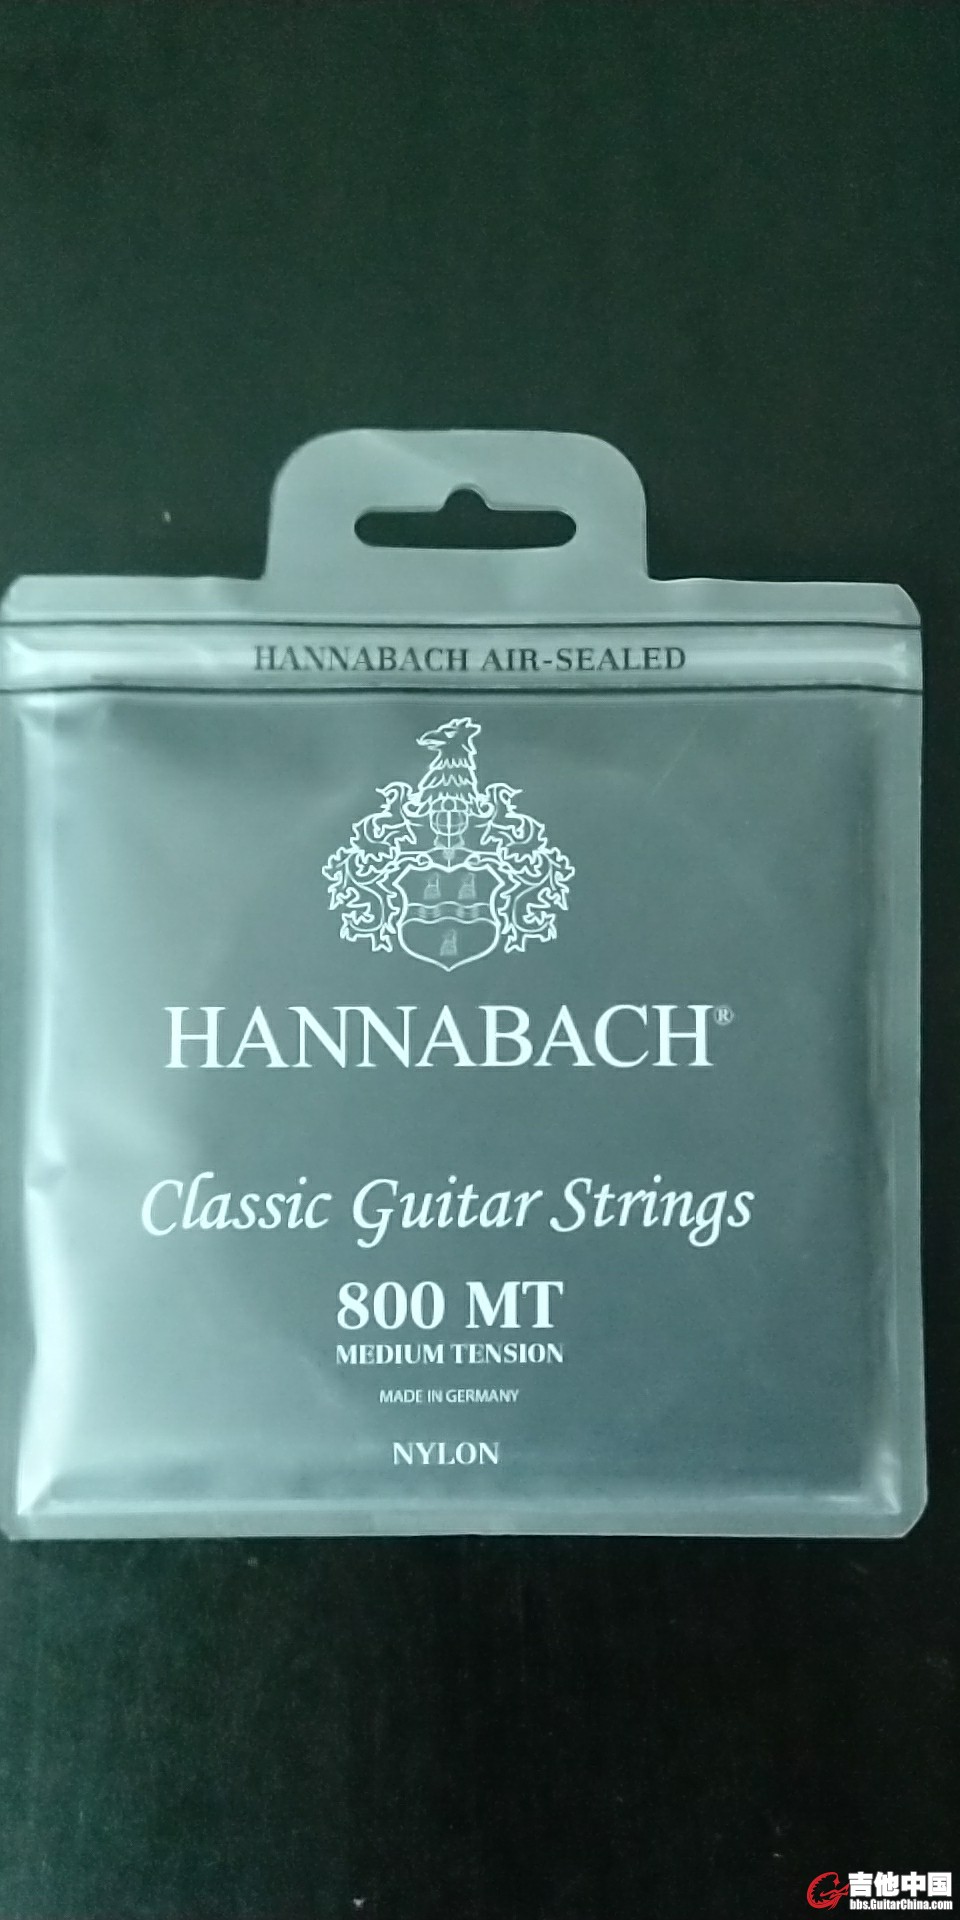 HANNABACH AIR-SEALED
HANNABACH®
Classic Guitar Strings
800 MT
MEDIUM TENSION
MADE IN GERMANY
NYLON
吉他中国
bbs.GuitarChina.com